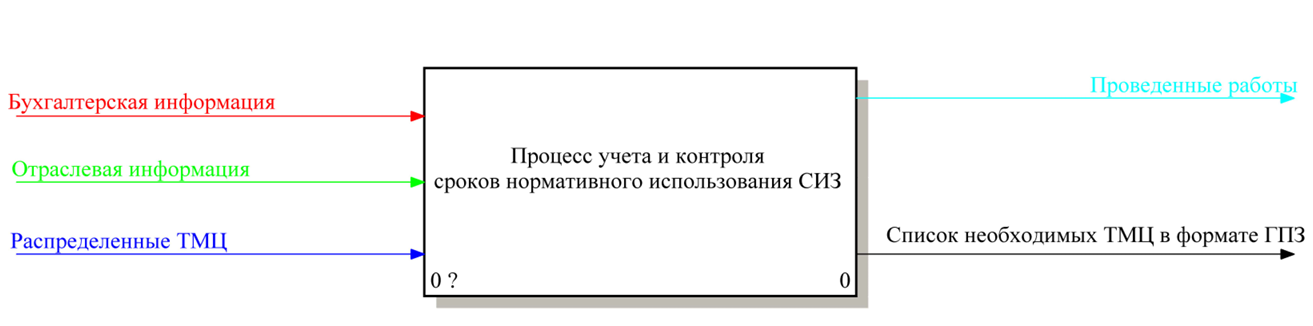 Бухгалтерская информация
Отраслевая информация
Распределенные ТМЦ
Процесс учета и контроля
сроков нормативного использования СИЗ
0 ?
0
Проведенные работы
Список необходимых ТМЦ в формате ГПЗ